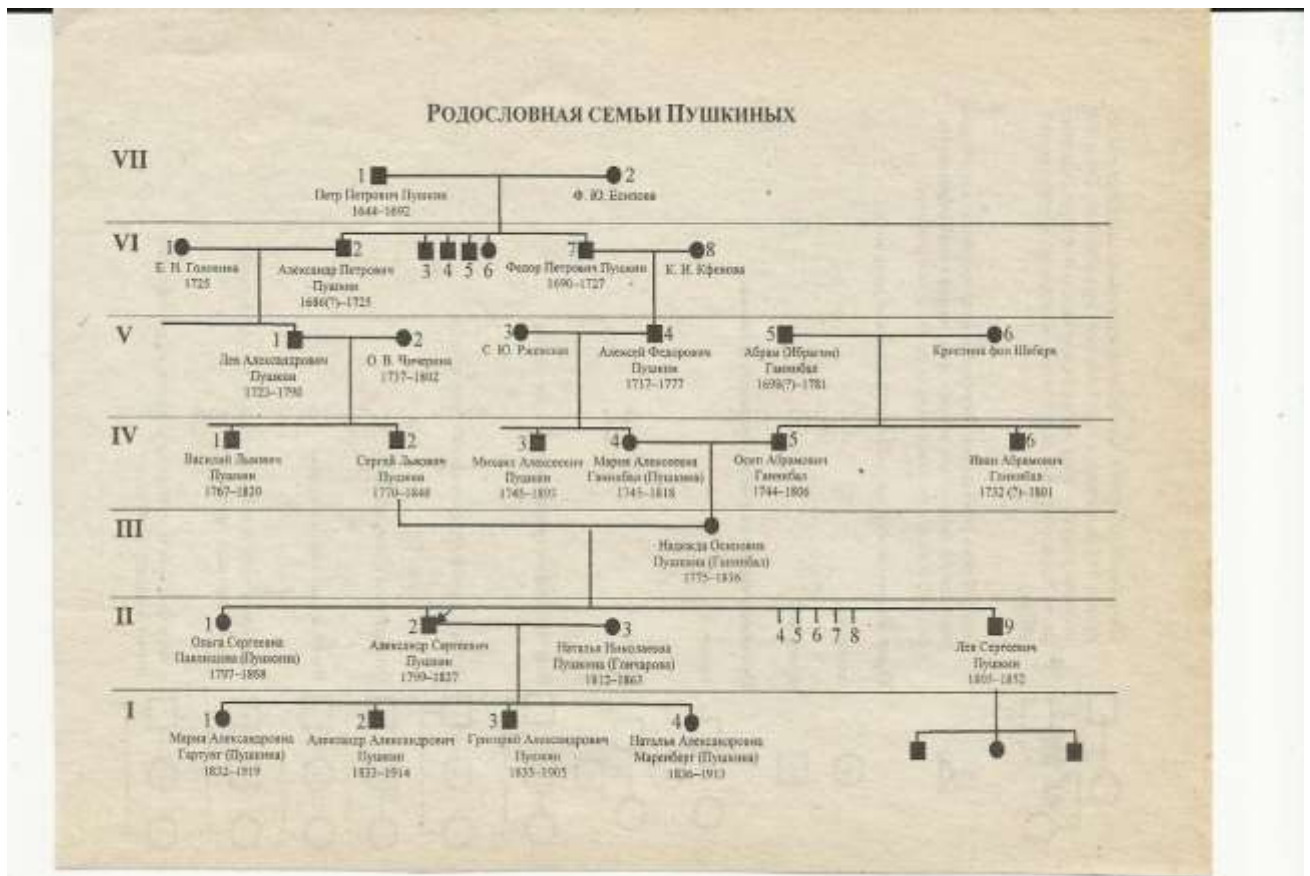 РОДОСЛОВНАЯ СЕМЬИ ПУШКИНЫХ
VII
1 2
Петр Петрович Пушкин
1644–1692
Ф. Ю. Есипова
VI
1 2 3 4 5 6 7 8
Е. Н. Головина
1725
Александр Петрович
Пушкин
1686(?)–1725
Федор Петрович Пушкин
1690–1727
К. И.
V
1 2 3 4 5 6
Лев Александрович
Пушкин
1723–1790
О. В. Чичерина
1737–1802
С. Ю. Ржевская
Алексей Федорович
Пушкин
1717–1777
Абрам (Ибрагим)
Ганнибал
1698(?)–1781
Кристина фон Шеберх
IV
1 2 3 4 5 6
Василий Львович
Пушкин
Сергей Львович
Пушкин
Михаил Алексеевич
Пушкин
Мария Алексеевна
Ганнибал (Пушкина)
1745–1818
Осип Абрамович
Ганнибал
1744–1806
Иван Абрамович
Ганнибал
1732 (?)–1801
III
Надежда Осиповна
Пушкина (Ганнибал)
1775–1836
II
1 2 3 4 5 6 7 8 9
Ольга Сергеевна
Павлищева (Пушкина)
1797–1868
Александр Сергеевич
Пушкин
1799–1837
Наталья Николаевна
Пушкина (Гончарова)
1812–1863
Лев Сергеевич
Пушкин
1805–1852
I
1 2 3 4
Мария Александровна
Гартунг (Пушкина)
1832–1919
Александр Александрович
Пушкин
1833–1914
Григорий Александрович
Пушкин
1835–1905
Наталья Александровна
Меренберг (Пушкина)
1836–1913